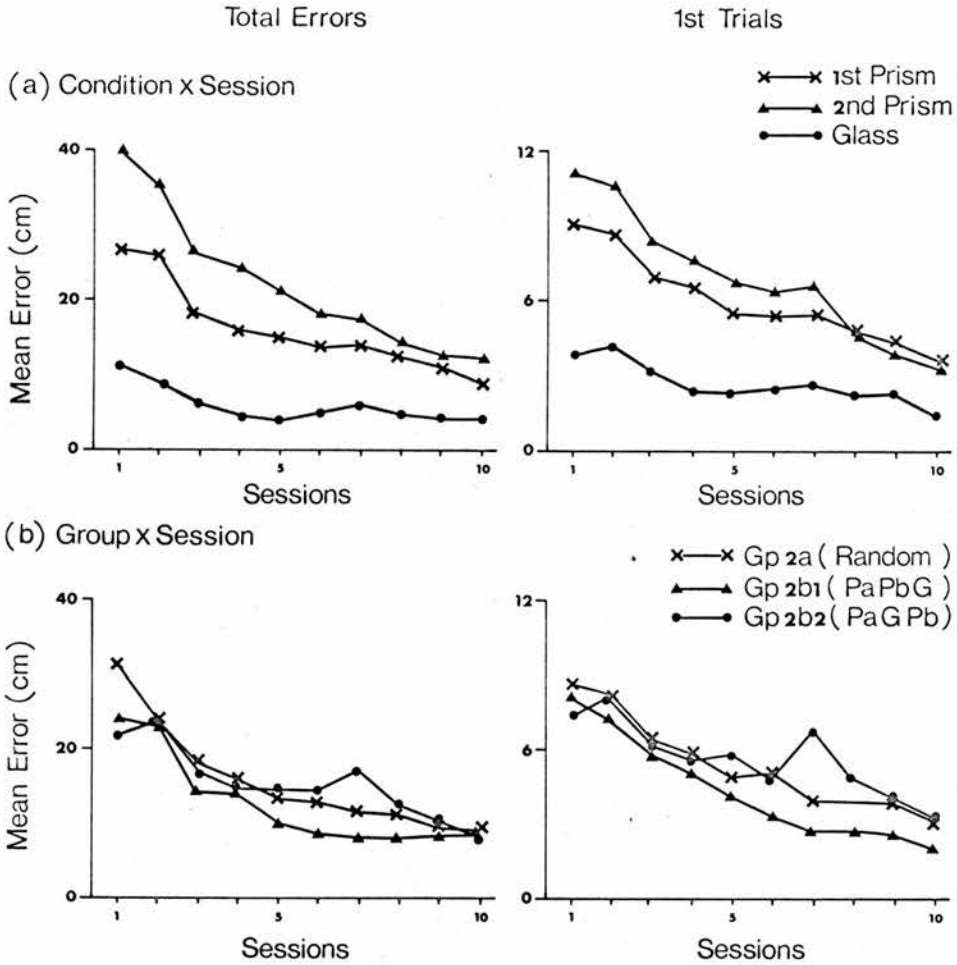 Total Errors
1st Trials
(a) Condition x Session
1st Prism
2nd Prism
Glass
Mean Error (cm)
40
20
0
1
5
10
Sessions
12
6
0
1
5
10
Sessions
(b) Group x Session
Gp 2a ( Random )
Gp 2b1 ( PaPbG )
Gp 2b2 ( PaGPb )
Mean Error (cm)
40
20
0
1
5
10
Sessions
12
6
0
1
5
10
Sessions